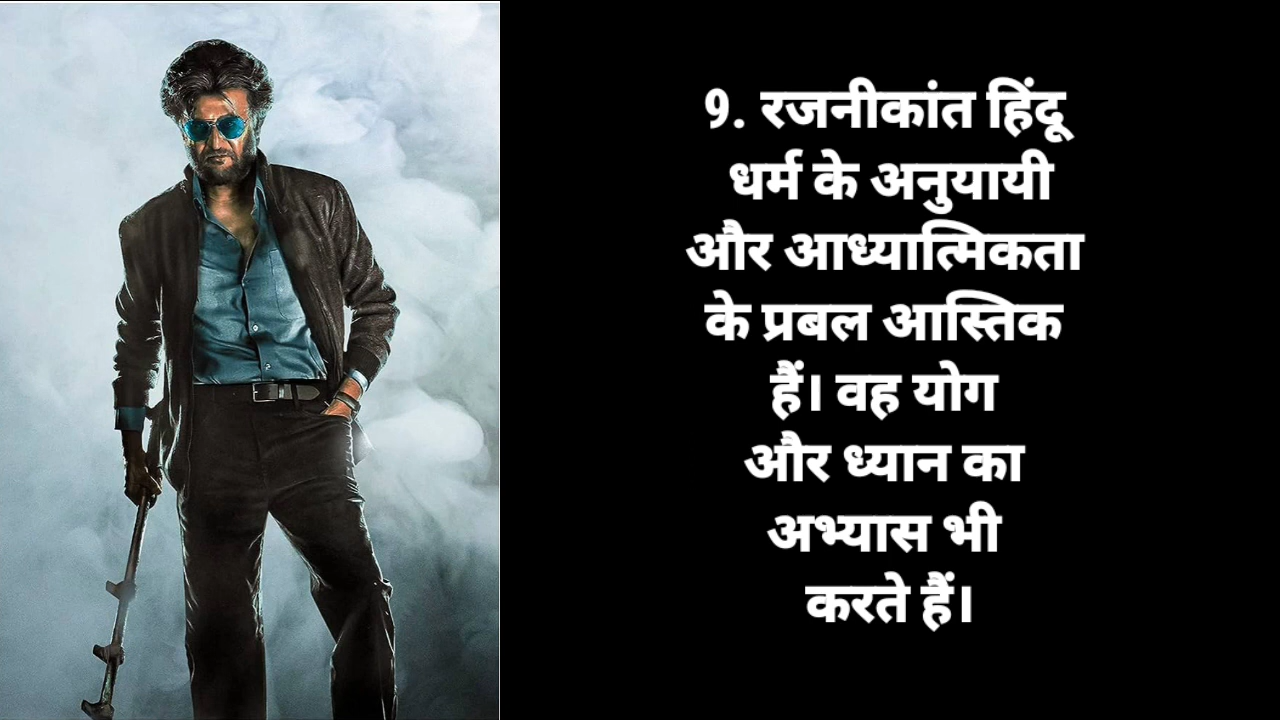 9. रजनीकांत हिंदू
धर्म के अनुयायी
और आध्यात्मिकता
के प्रबल आस्तिक
हैं। वह योग
और ध्यान का
अभ्यास भी
करते हैं।